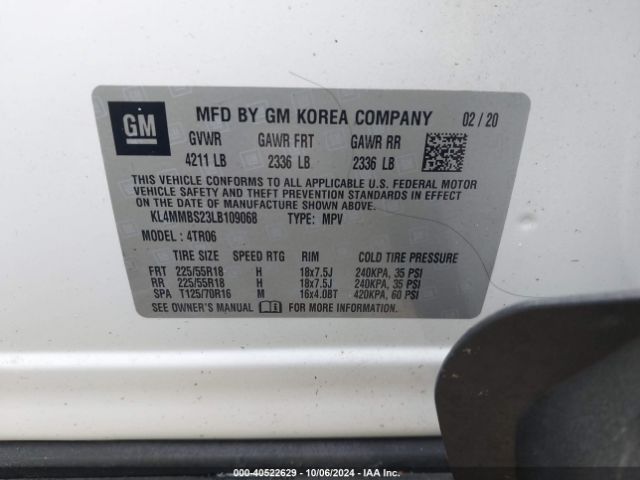 GM
MFD BY GM KOREA COMPANY 02 / 20
GVWR GAWR FRT GAWR RR
4211 LB 2336 LB 2336 LB
THIS VEHICLE CONFORMS TO ALL APPLICABLE U.S. FEDERAL MOTOR
VEHICLE SAFETY AND THEFT PREVENTION STANDARDS IN EFFECT
ON THE DATE OF MANUFACTURE SHOWN ABOVE.
KL4MMBS23LB109068 TYPE: MPV
MODEL : 4TR06
TIRE SIZE SPEED RTG RIM COLD TIRE PRESSURE
FRT 225/55R18 H 18x7.5J 240KPA, 35 PSI
RR 225/55R18 H 18x7.5J 240KPA, 35 PSI
SPA T125/70R16 M 16x4.0BT 420KPA, 60 PSI
SEE OWNER'S MANUAL FOR MORE INFORMATION.
© 40522629 - 10/06/2024 - IAA Inc.